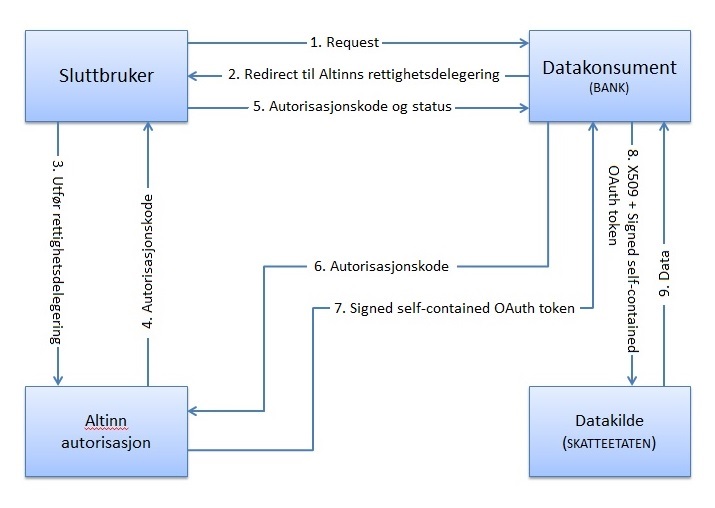 1. Request
Sluttbruker
2. Redirect til Altinns rettighetsdelegering
Datakonsument
(BANK)
5. Autorisasjonskode og status
3. Utfør rettighetsdelegering
4. Autorisasjonskode
8. X509 + Signed self-contained
OAuth token
9. Data
6. Autorisasjonskode
7. Signed self-contained OAuth token
Altinn
autorisasjon
Datakilde
(SKATTEETATEN)